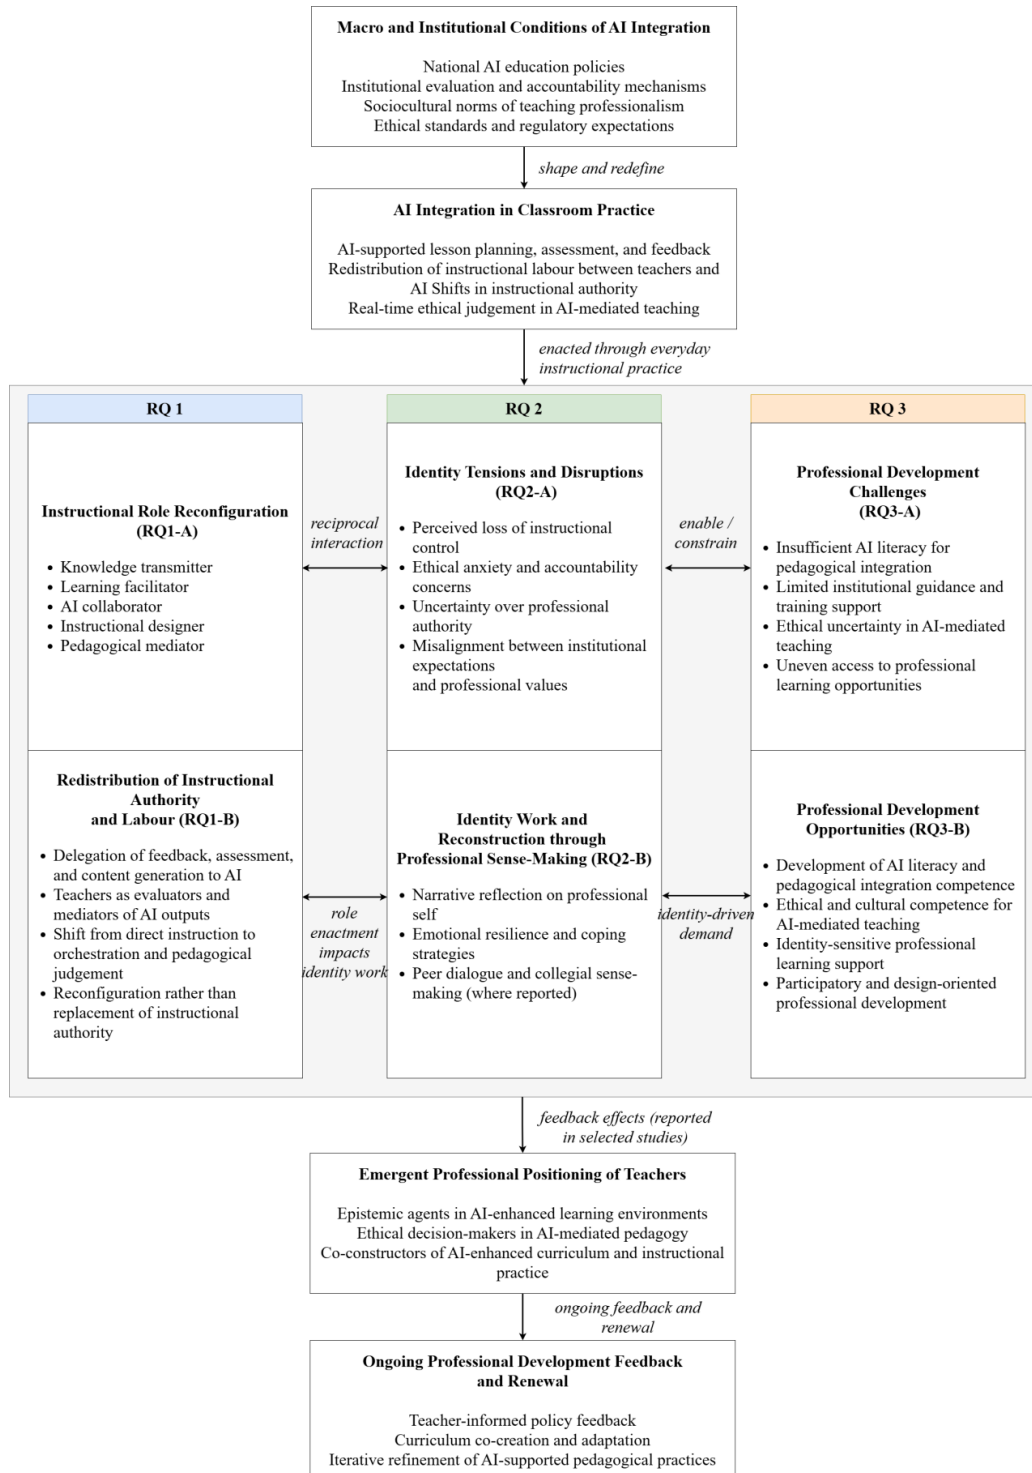 Macro and Institutional Conditions of AI Integration
National AI education policies
Institutional evaluation and accountability mechanisms
Sociocultural norms of teaching professionalism
Ethical standards and regulatory expectations
shape and redefine
AI Integration in Classroom Practice
AI-supported lesson planning, assessment, and feedback
Redistribution of instructional labour between teachers and
AI Shifts in instructional authority
Real-time ethical judgement in AI-mediated teaching
enacted through everyday
instructional practice
RQ 1
Instructional Role Reconfiguration
(RQ1-A)
• Knowledge transmitter
• Learning facilitator
• AI collaborator
• Instructional designer
• Pedagogical mediator
Redistribution of Instructional
Authority
and Labour (RQ1-B)
• Delegation of feedback, assessment,
and content generation to AI
• Teachers as evaluators and
mediators of AI outputs
• Shift from direct instruction to
orchestration and pedagogical
judgement
• Reconfiguration rather than
replacement of instructional
authority
reciprocal
interaction
role
enactment
impacts
identity work
RQ 2
Identity Tensions and Disruptions
(RQ2-A)
• Perceived loss of instructional
control
• Ethical anxiety and accountability
concerns
• Uncertainty over professional
authority
• Misalignment between institutional
expectations
and professional values
Identity Work and
Reconstruction through
Professional Sense-Making (RQ2-B)
• Narrative reflection on professional
self
• Emotional resilience and coping
strategies
• Peer dialogue and collegial sense-
making (where reported)
enable /
constrain
identity-driven
demand
RQ 3
Professional Development
Challenges
(RQ3-A)
• Insufficient AI literacy for
pedagogical integration
• Limited institutional guidance and
training support
• Ethical uncertainty in AI-mediated
teaching
• Uneven access to professional
learning opportunities
Professional Development
Opportunities (RQ3-B)
• Development of AI literacy and
pedagogical integration competence
• Ethical and cultural competence for
AI-mediated teaching
• Identity-sensitive professional
learning support
• Participatory and design-oriented
professional development
feedback effects (reported
in selected studies)
Emergent Professional Positioning of Teachers
Epistemic agents in AI-enhanced learning environments
Ethical decision-makers in AI-mediated pedagogy
Co-constructors of AI-enhanced curriculum and instructional
practice
ongoing feedback and
renewal
Ongoing Professional Development Feedback
and Renewal
Teacher-informed policy feedback
Curriculum co-creation and adaptation
Iterative refinement of AI-supported pedagogical practices